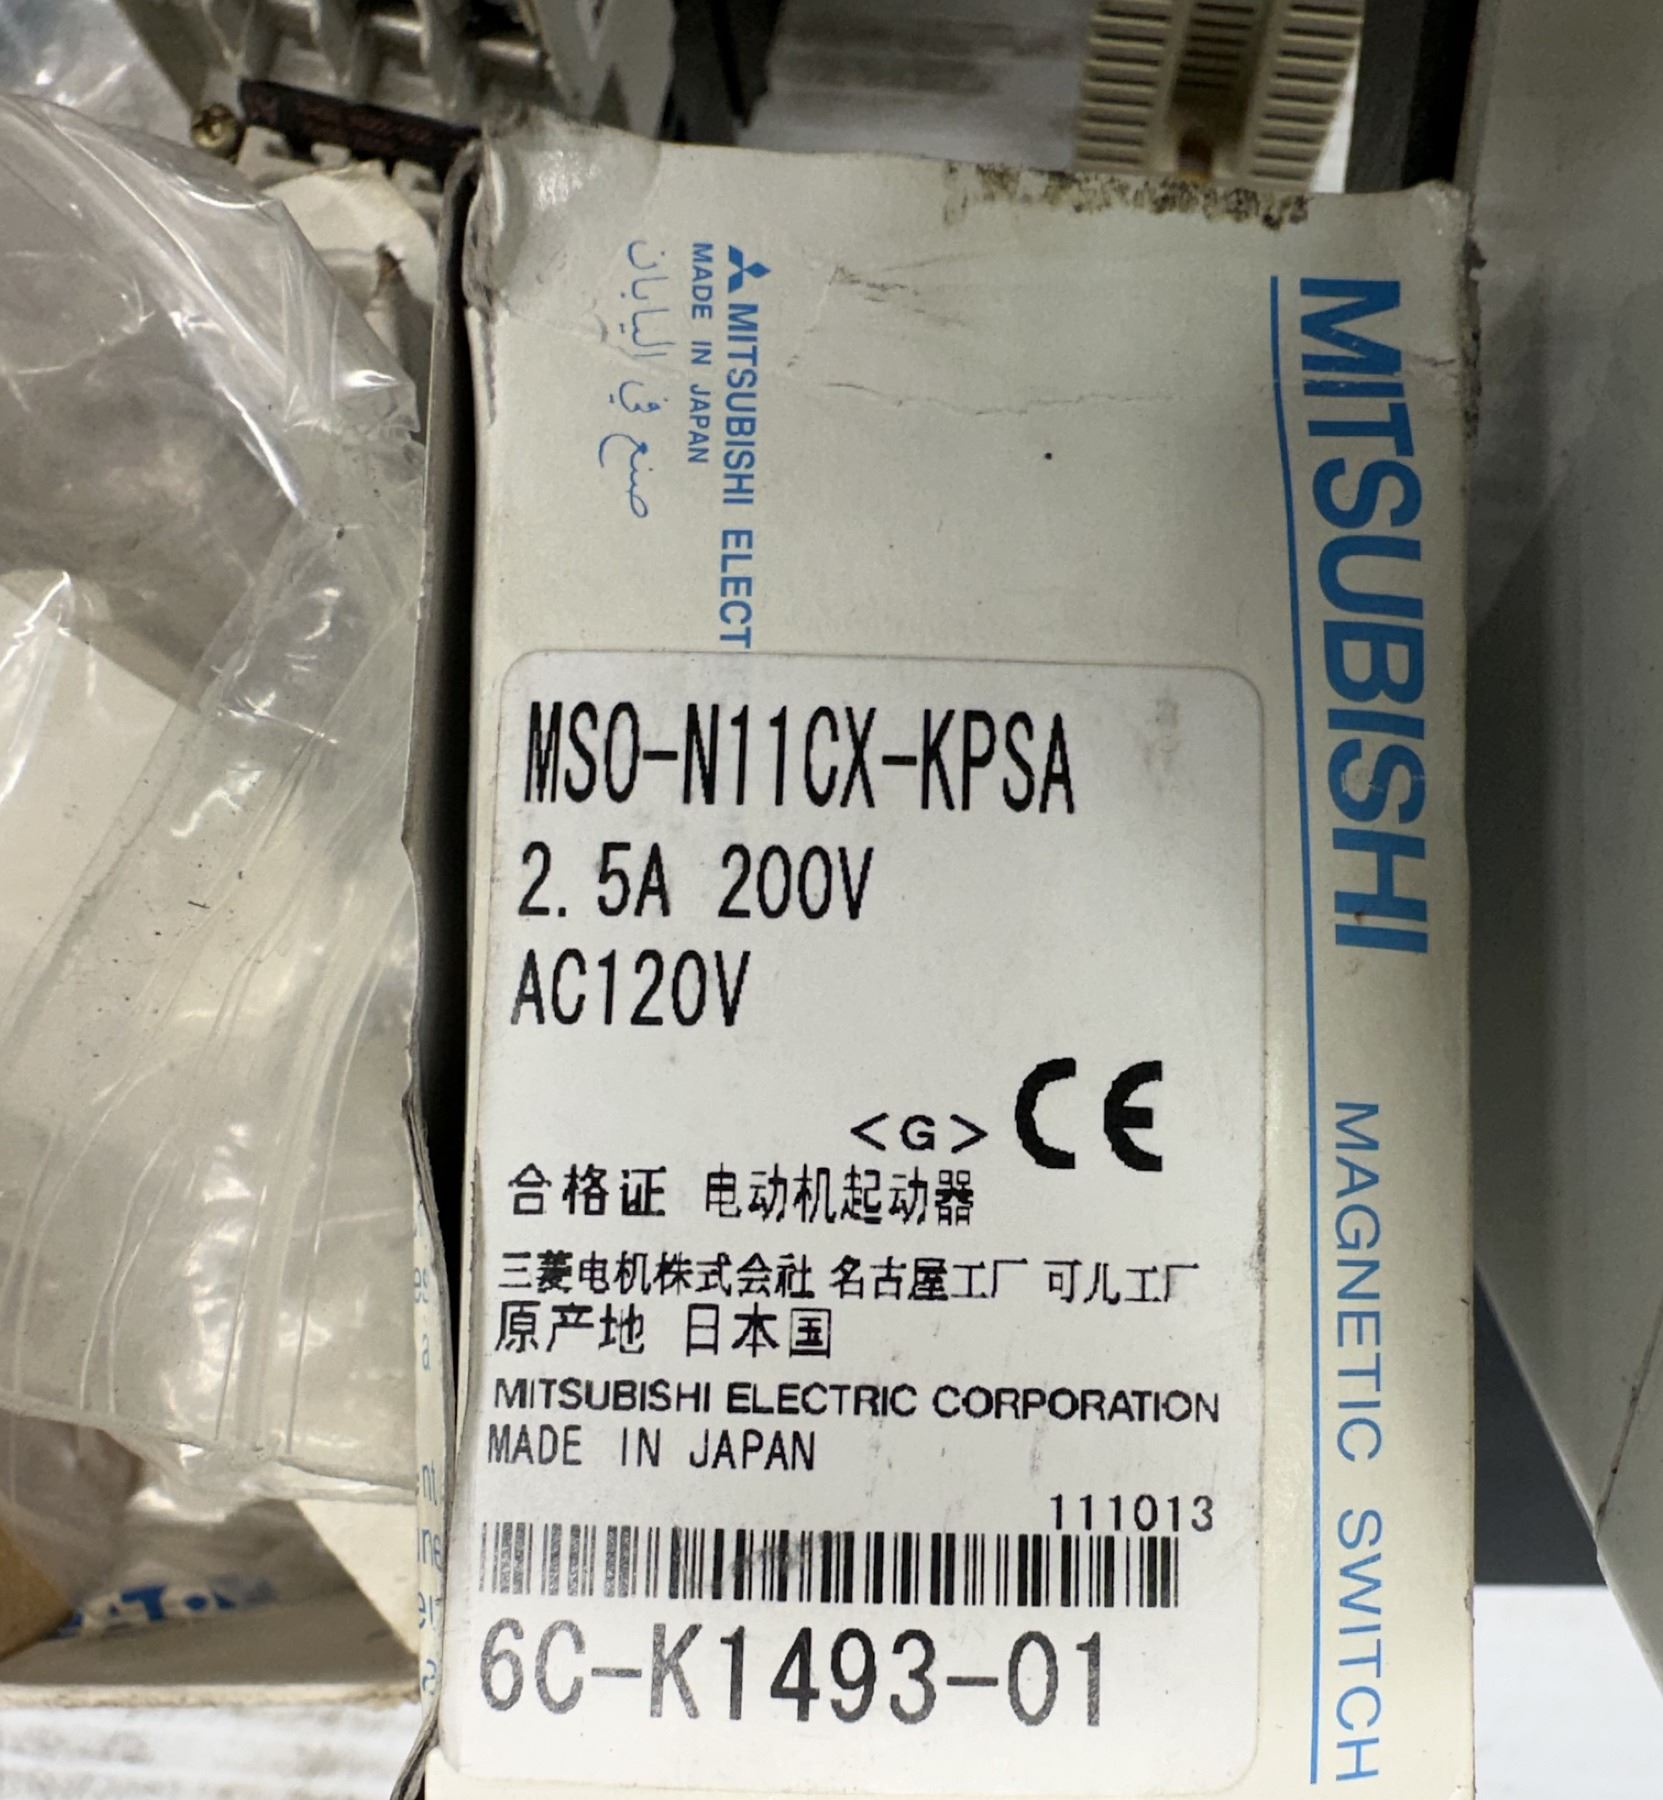 MITSUBISHI ELECT
MADE IN JAPAN
صنع في اليابان
MITSUBISHI MAGNETIC SWITCH
MSO-N11CX-KPSA
2.5A 200V
AC120V
<G> CE
合格证 电动机起动器
三菱电机株式会社 名古屋工厂 可儿工厂
原产地 日本国
MITSUBISHI ELECTRIC CORPORATION
MADE IN JAPAN
111013
6C-K1493-01